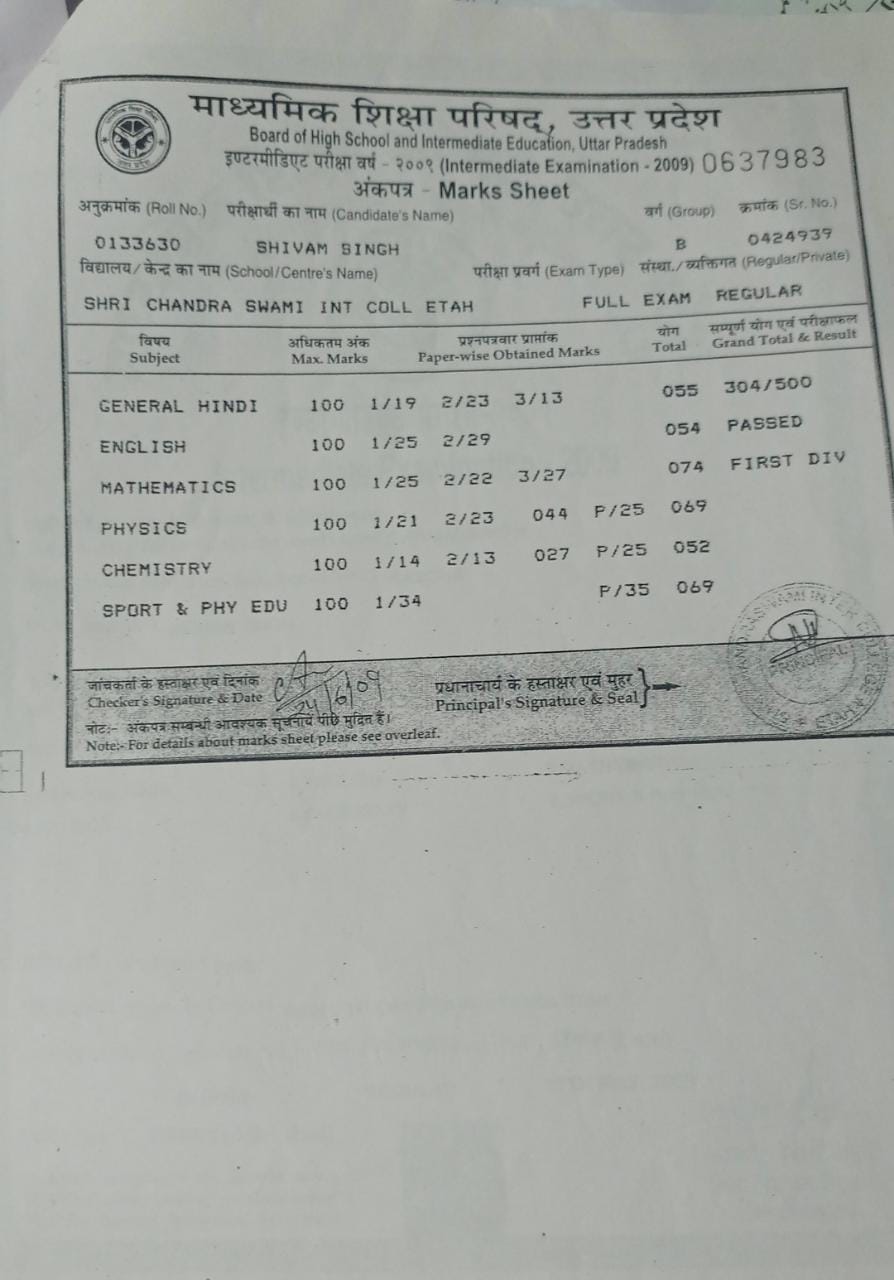 माध्यमिक शिक्षा परिषद्, उत्तर प्रदेश
Board of High School and Intermediate Education, Uttar Pradesh
इण्टरमीडिएट परीक्षा वर्ष - २००९ (Intermediate Examination - 2009) 0637983
अंकपत्र - Marks Sheet
अनुक्रमांक (Roll No.) परीक्षार्थी का नाम (Candidate's Name) वर्ग (Group) क्रमांक (Sr. No.)
0133630 SHIVAM SINGH B 0424939
विद्यालय/केन्द्र का नाम (School/Centre's Name) परीक्षा प्रवर्ग (Exam Type) संस्था./व्यक्तिगत (Regular/Private)
SHRI CHANDRA SWAMI INT COLL ETAH FULL EXAM REGULAR
विषय अधिकतम अंक प्रश्नपत्रवार प्राप्तांक योग सम्पूर्ण योग एवं परीक्षाफल
Subject Max. Marks Paper-wise Obtained Marks Total Grand Total & Result
GENERAL HINDI 100 1/19 2/23 3/13 055 304/500
ENGLISH 100 1/25 2/29 054 PASSED
MATHEMATICS 100 1/25 2/22 3/27 074 FIRST DIV
PHYSICS 100 1/21 2/23 044 P/25 069
CHEMISTRY 100 1/14 2/13 027 P/25 052
SPORT & PHY EDU 100 1/34 P/35 069
जांचकर्ता के हस्ताक्षर एवं दिनांक प्रधानाचार्य के हस्ताक्षर एवं मुहर
Checker's Signature & Date 24/6/09 Principal's Signature & Seal
PRINCIPAL
नोट:- अंकपत्र सम्बन्धी आवश्यक सूचनायें पीछे मुद्रित हैं।
Note:- For details about marks sheet please see overleaf.